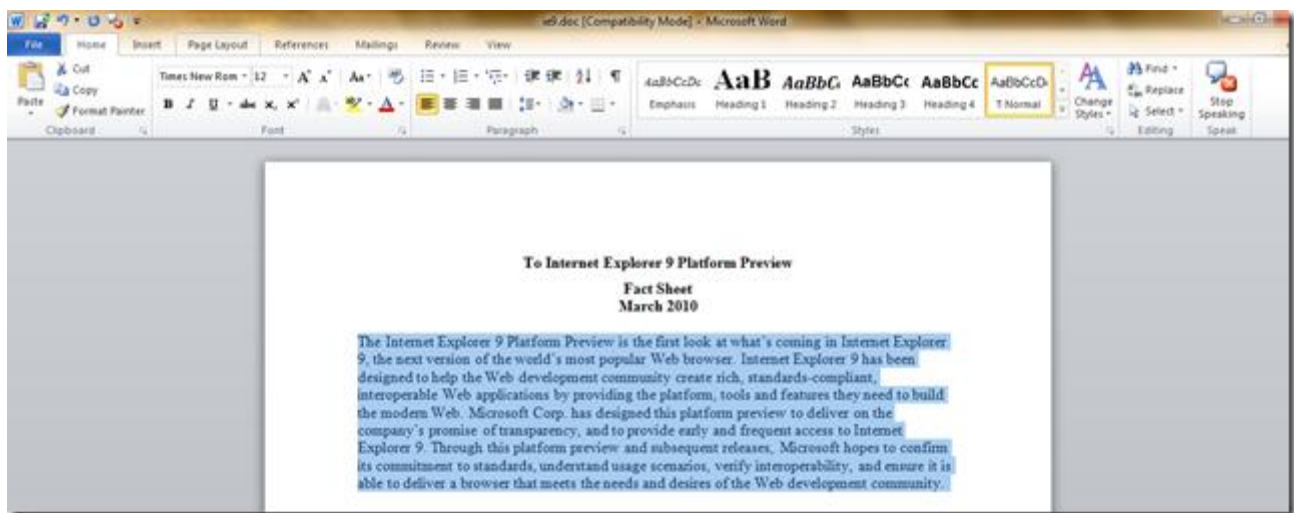 ie9.doc [Compatibility Mode] - Microsoft Word
File Home Insert Page Layout References Mailings Review View
Cut
Copy
Format Painter
Paste
Clipboard
Times New Rom 12
Font
Paragraph
AaBbCcDc AaB AaBbC AaBbCc AaBbCc AaBbCcD
Emphasis Heading 1 Heading 2 Heading 3 Heading 4 ¶ Normal
Change
Styles
Styles
Find
Replace
Select
Editing
Stop
Speaking
Speak
To Internet Explorer 9 Platform Preview
Fact Sheet
March 2010
The Internet Explorer 9 Platform Preview is the first look at what's coming in Internet Explorer
9, the next version of the world's most popular Web browser. Internet Explorer 9 has been
designed to help the Web development community create rich, standards-compliant,
interoperable Web applications by providing the platform, tools and features they need to build
the modern Web. Microsoft Corp. has designed this platform preview to deliver on the
company's promise of transparency, and to provide early and frequent access to Internet
Explorer 9. Through this platform preview and subsequent releases, Microsoft hopes to confirm
its commitment to standards, understand usage scenarios, verify interoperability, and ensure it is
able to deliver a browser that meets the needs and desires of the Web development community.